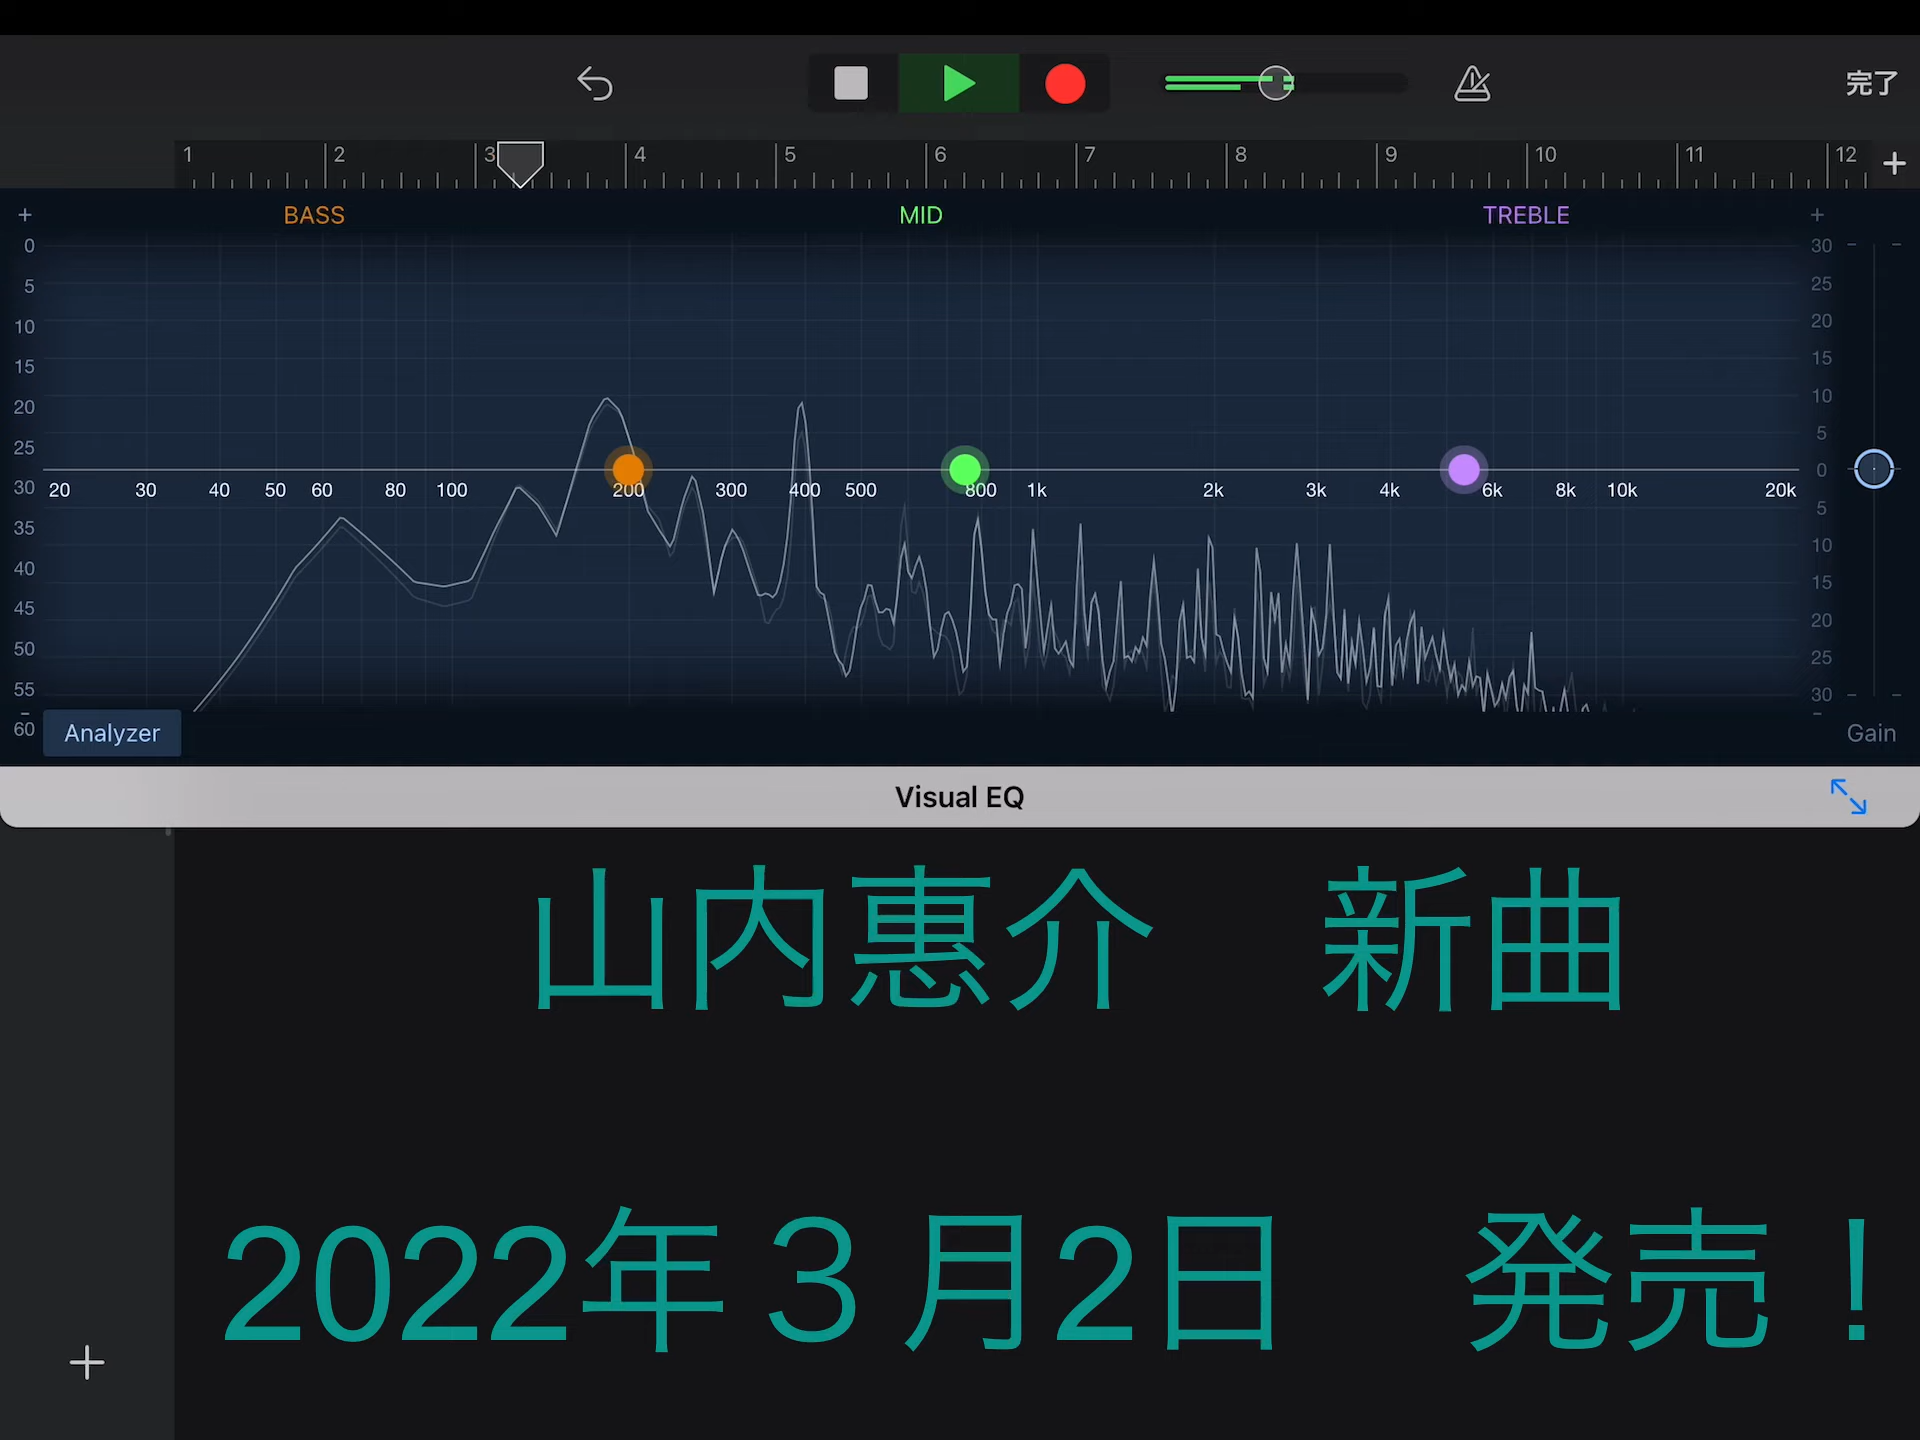 完了
1 2 3 4 5 6 7 8 9 10 11 12 +
+ BASS MID TREBLE +
0 30
5 25
10 20
15 15
20 10
25 5
0
30 20 30 40 50 60 80 100 200 300 400 500 800 1k 2k 3k 4k 6k 8k 10k 20k
35 5
40 10
45 15
50 20
55 25
30
60 Analyzer Gain
Visual EQ
山内惠介　新曲
2022年３月2日　発売！